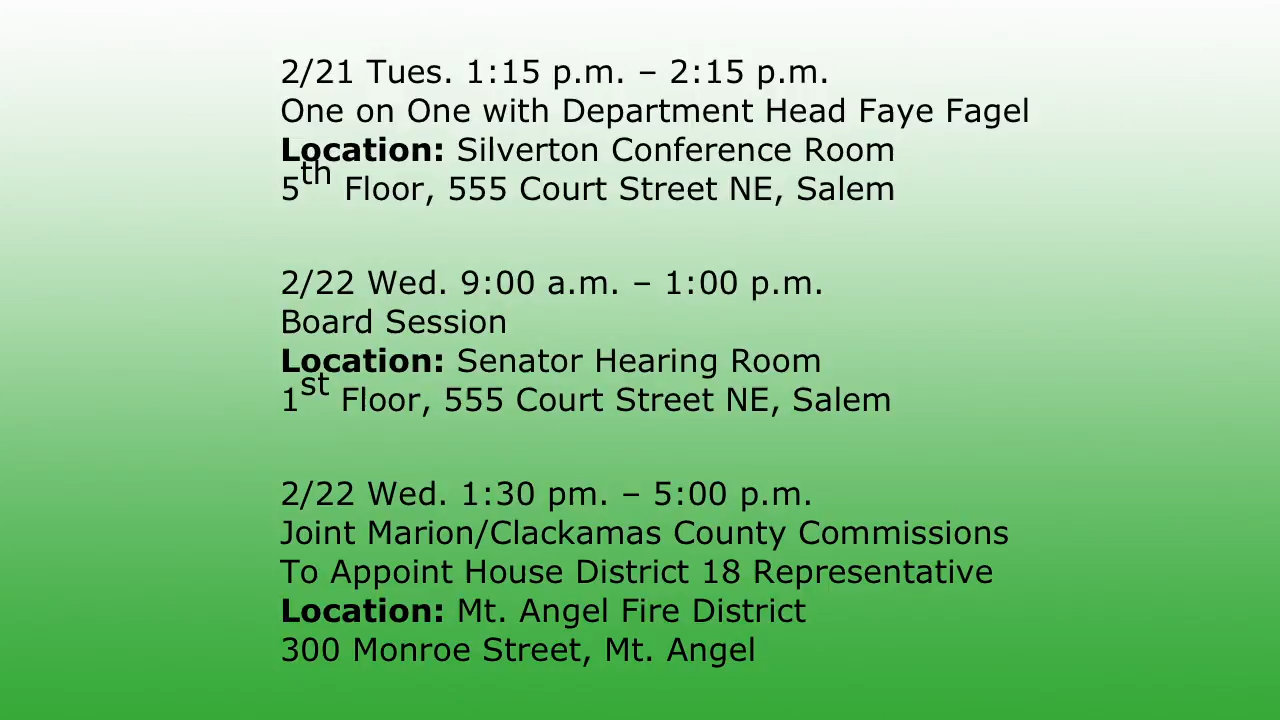 2/21 Tues. 1:15 p.m. – 2:15 p.m.
One on One with Department Head Faye Fagel
Location: Silverton Conference Room
5th Floor, 555 Court Street NE, Salem
2/22 Wed. 9:00 a.m. – 1:00 p.m.
Board Session
Location: Senator Hearing Room
1st Floor, 555 Court Street NE, Salem
2/22 Wed. 1:30 pm. – 5:00 p.m.
Joint Marion/Clackamas County Commissions
To Appoint House District 18 Representative
Location: Mt. Angel Fire District
300 Monroe Street, Mt. Angel